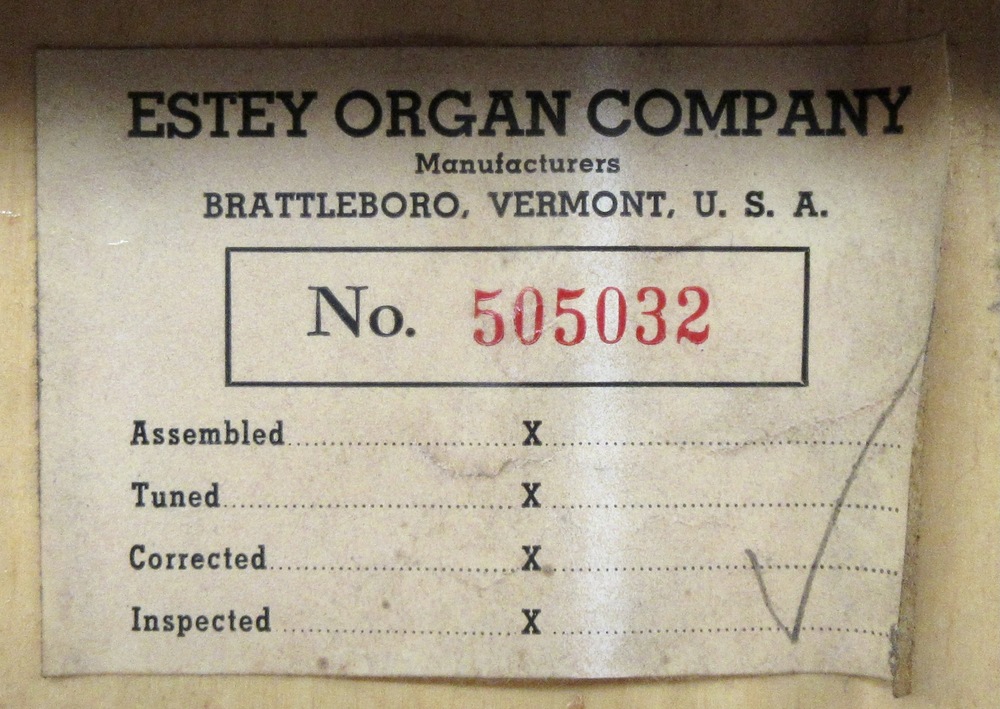 ESTEY ORGAN COMPANY
Manufacturers
BRATTLEBORO, VERMONT, U. S. A.
No. 505032
Assembled..........X..........
Tuned..........X..........
Corrected..........X..........
Inspected..........X..........